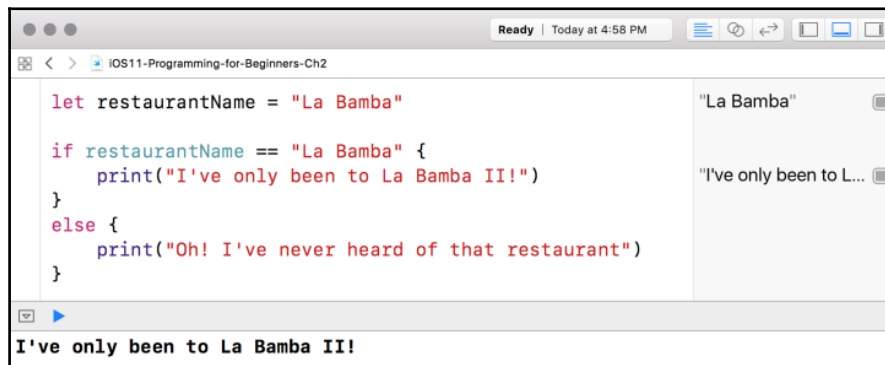 Ready | Today at 4:58 PM
iOS11-Programming-for-Beginners-Ch2
let restaurantName = "La Bamba"
"La Bamba"
if restaurantName == "La Bamba" {
print("I've only been to La Bamba II!")
"I've only been to L...
}
else {
print("Oh! I've never heard of that restaurant")
}
I've only been to La Bamba II!